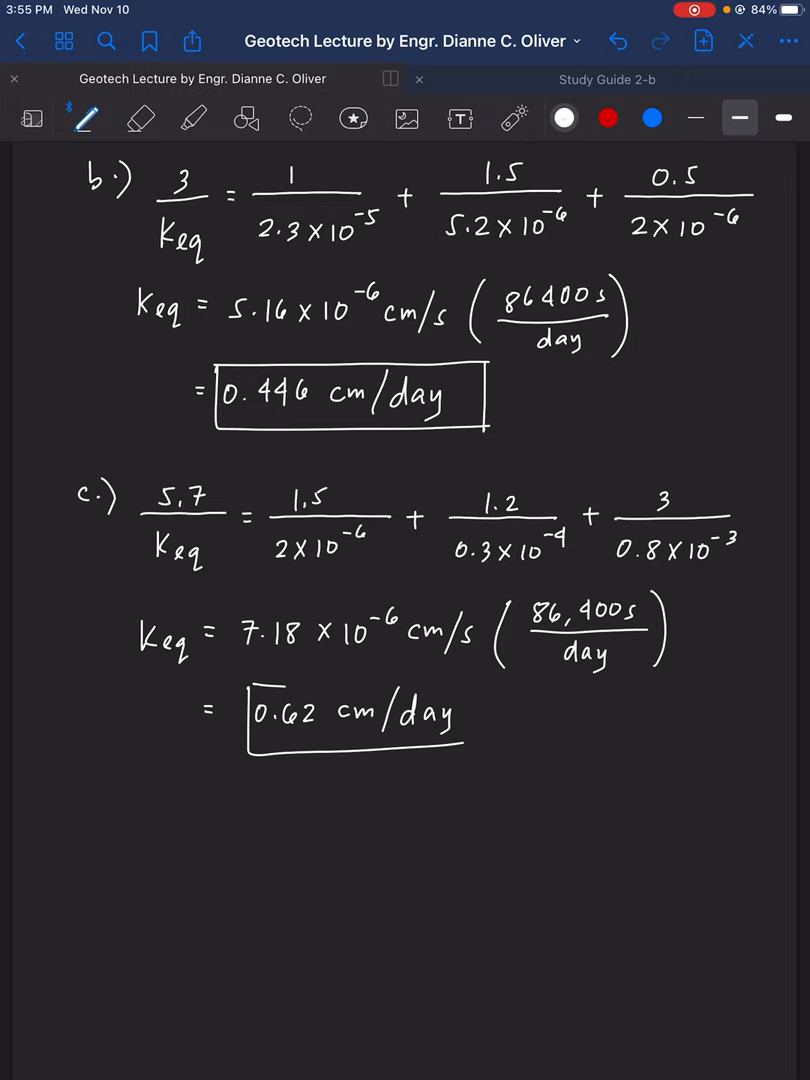 3:55 PM Wed Nov 10 84%
Geotech Lecture by Engr. Dianne C. Oliver
Geotech Lecture by Engr. Dianne C. Oliver
Study Guide 2-b
b.) 3/Keq = 1/2.3 x 10^-5 + 1.5/5.2 x 10^-6 + 0.5/2 x 10^-6
Keq = 5.16 x 10^-6 cm/s (86400 s/day)
= 0.446 cm/day
c.) 5.7/Keq = 1.5/2 x 10^-6 + 1.2/0.3 x 10^-4 + 3/0.8 x 10^-3
Keq = 7.18 x 10^-6 cm/s (86,400 s/day)
= 0.62 cm/day